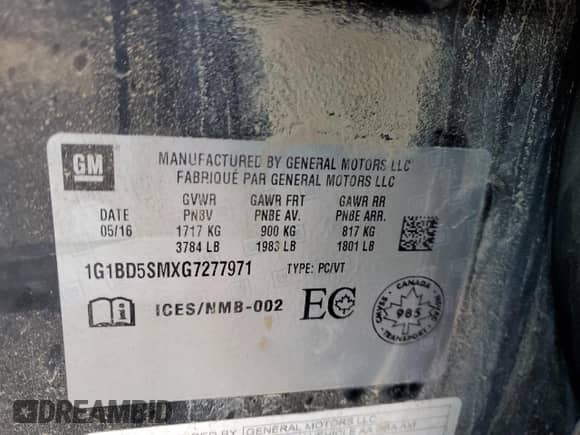 GM
MANUFACTURED BY GENERAL MOTORS LLC
FABRIQUÉ PAR GENERAL MOTORS LLC
GVWR GAWR FRT GAWR RR
DATE PNBV PNBE AV. PNBE ARR.
05/16 1717 KG 900 KG 817 KG
3784 LB 1983 LB 1801 LB
1G1BD5SMXG7277971 TYPE: PC/VT
ICES/NMB-002 EC
CANADA
985
TRANSPORT
DREAMBID
GENERAL MOTORS LLC